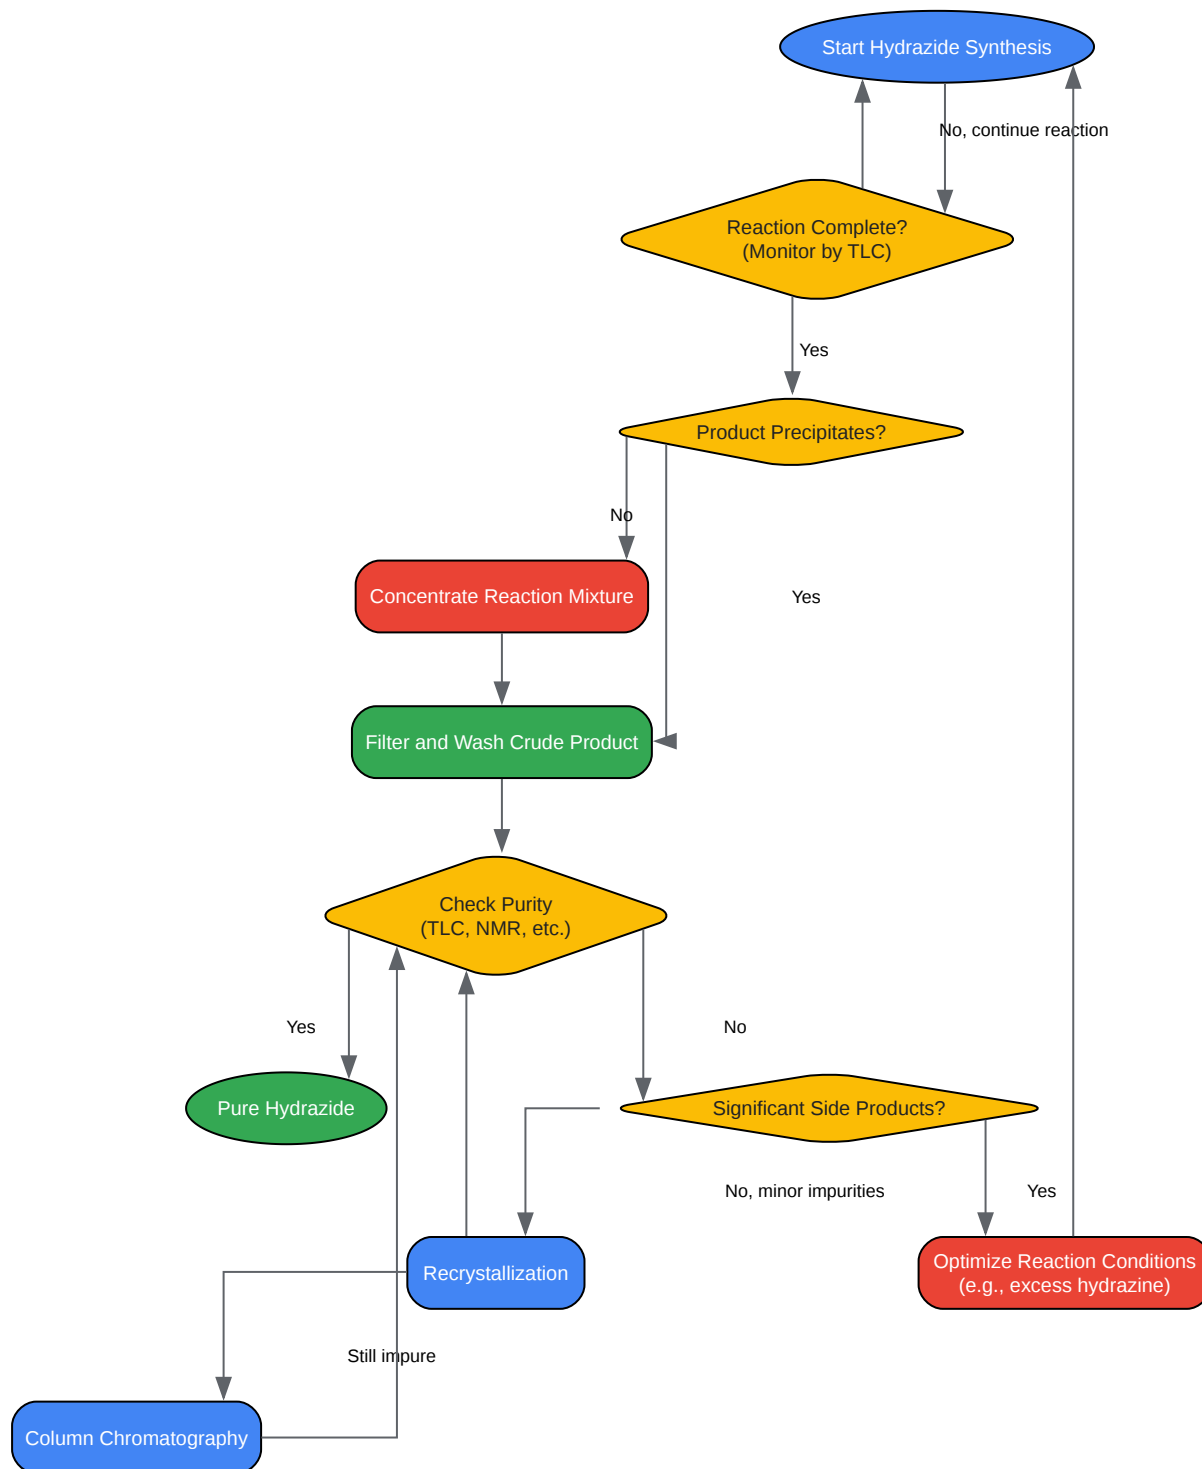 Start Hydrazide Synthesis
No, continue reaction
Reaction Complete?
(Monitor by TLC)
Yes
Product Precipitates?
No
Concentrate Reaction Mixture
Yes
Filter and Wash Crude Product
Check Purity
(TLC, NMR, etc.)
Yes
No
Pure Hydrazide
Significant Side Products?
No, minor impurities
Yes
Recrystallization
Optimize Reaction Conditions
(e.g., excess hydrazine)
Still impure
Column Chromatography